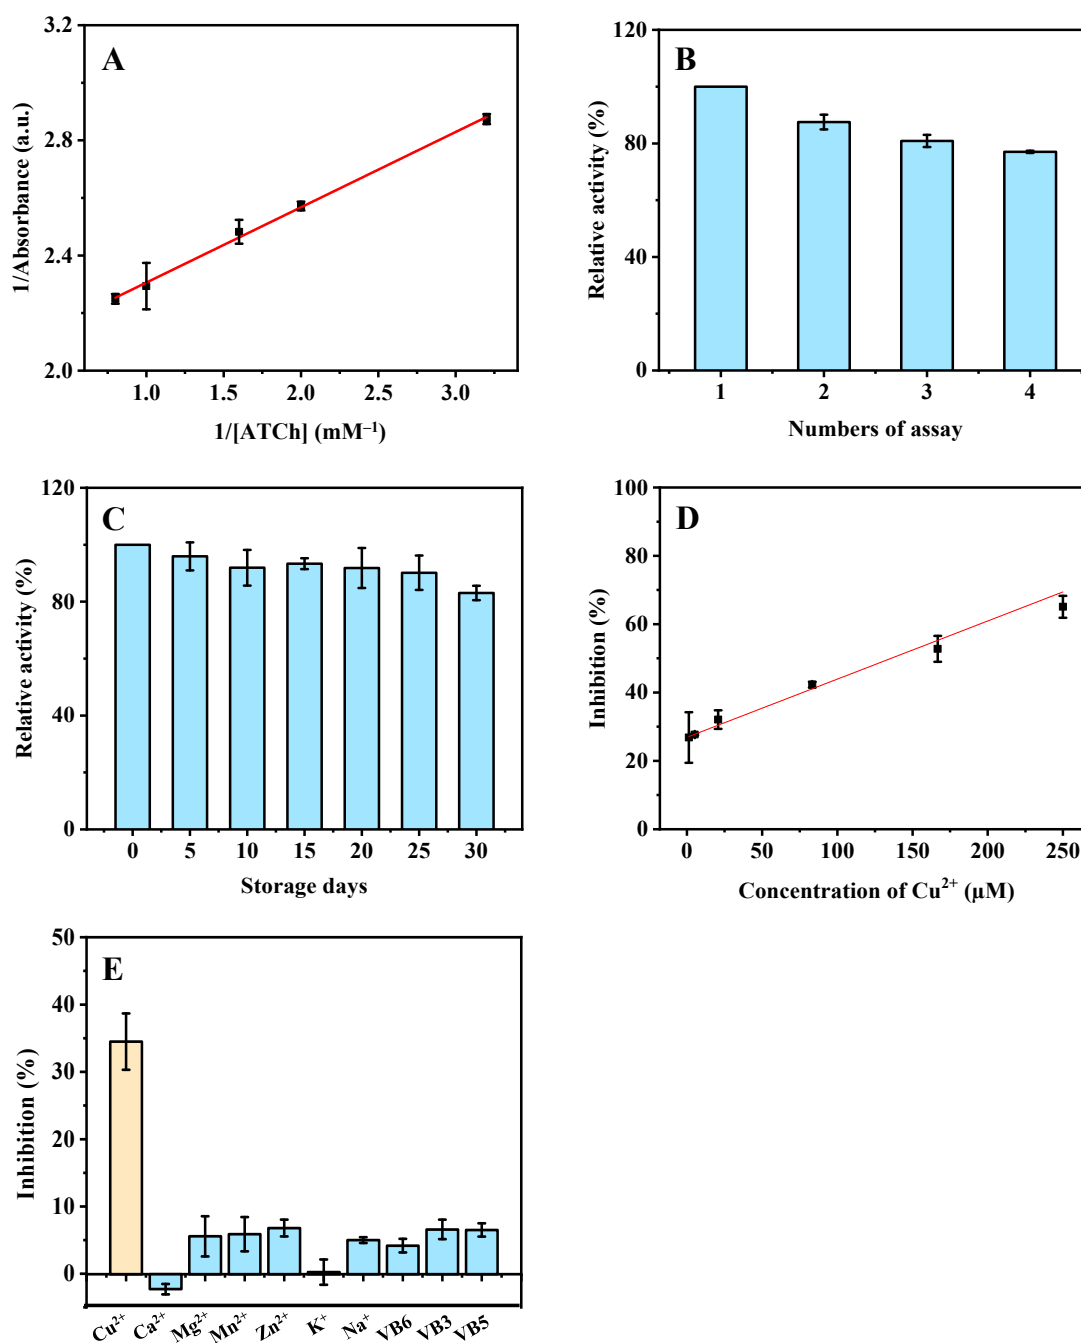 A
1/Absorbance (a.u.)
3.2
2.8
2.4
2.0
1.0 1.5 2.0 2.5 3.0
1/[ATCh] (mM⁻¹)
B
Relative activity (%)
120
80
40
0
1 2 3 4
Numbers of assay
C
Relative activity (%)
120
80
40
0
0 5 10 15 20 25 30
Storage days
D
Inhibition (%)
100
80
60
40
20
0
0 50 100 150 200 250
Concentration of Cu²⁺ (μM)
E
Inhibition (%)
50
40
30
20
10
0
Cu²⁺ Ca²⁺ Mg²⁺ Mn²⁺ Zn²⁺ K⁺ Na⁺ VB6 VB3 VB5